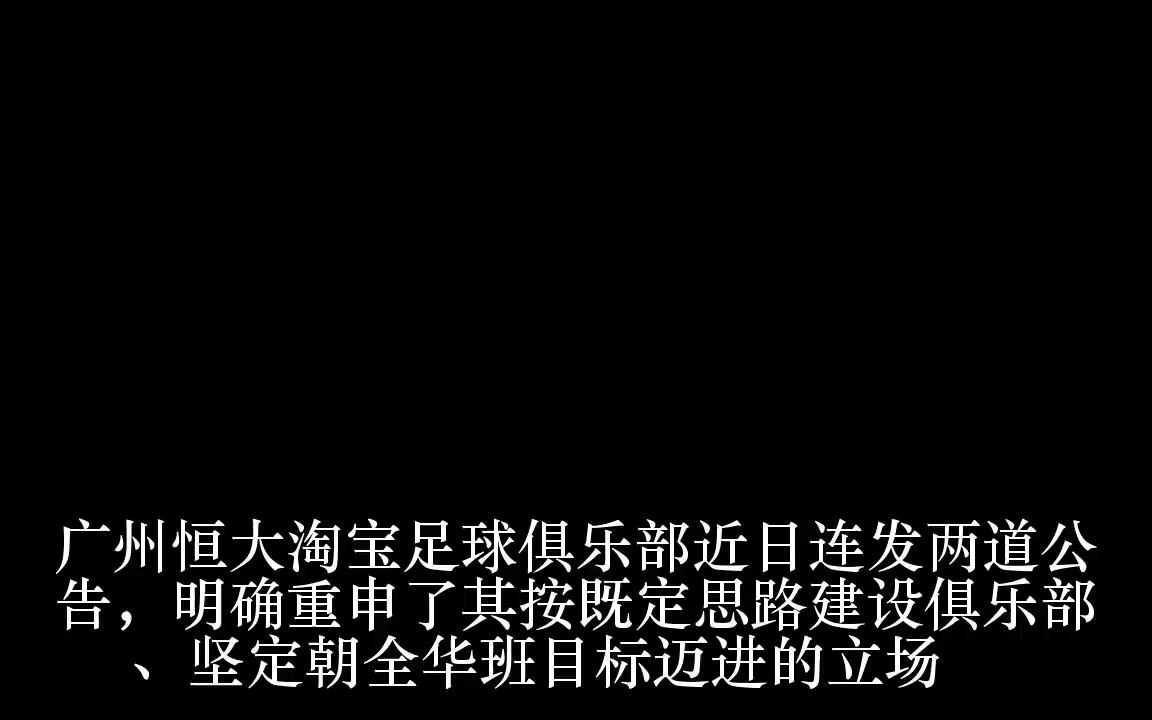 广州恒大淘宝足球俱乐部近日连发两道公
告，明确重申了其按既定思路建设俱乐部
、坚定朝全华班目标迈进的立场